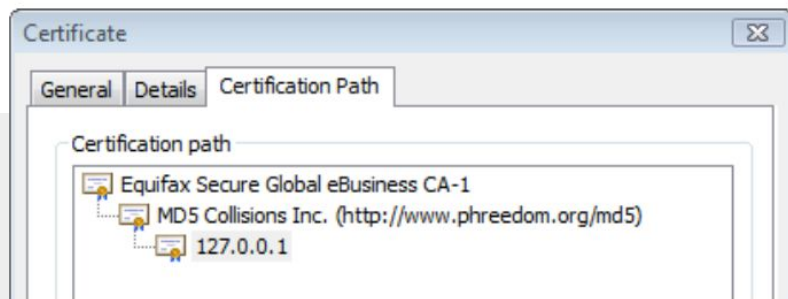 Certificate
General Details Certification Path
Certification path
Equifax Secure Global eBusiness CA-1
MD5 Collisions Inc. (http://www.phreedom.org/md5)
127.0.0.1